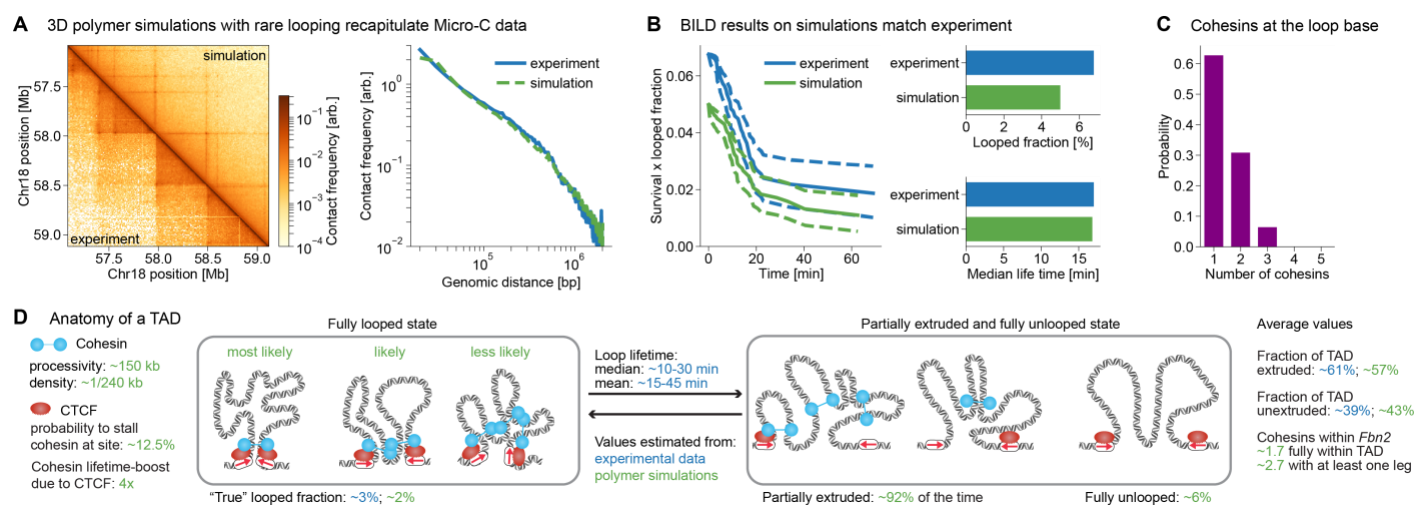 A 3D polymer simulations with rare looping recapitulate Micro-C data
simulation
experiment
57.5
58.0
58.5
59.0
Chr18 position [Mb]
57.5 58.0 58.5 59.0
Chr18 position [Mb]
10⁻¹
10⁻²
10⁻³
10⁻⁴
Contact frequency [arb.]
experiment
simulation
10⁰
10⁻¹
10⁻²
Contact frequency [arb.]
10⁵ 10⁶
Genomic distance [bp]
B BILD results on simulations match experiment
experiment
simulation
0.06
0.04
0.02
0.00
Survival x looped fraction
0 20 40 60
Time [min]
experiment
simulation
0 2 4 6
Looped fraction [%]
experiment
simulation
0 5 10 15
Median life time [min]
C Cohesins at the loop base
0.6
0.5
0.4
0.3
0.2
0.1
0.0
Probability
1 2 3 4 5
Number of cohesins
D Anatomy of a TAD
Cohesin
processivity: ~150 kb
density: ~1/240 kb
CTCF
probability to stall
cohesin at site: ~12.5%
Cohesin lifetime-boost
due to CTCF: 4x
Fully looped state
most likely
likely
less likely
"True" looped fraction: ~3%; ~2%
Loop lifetime:
median: ~10-30 min
mean: ~15-45 min
Values estimated from:
experimental data
polymer simulations
Partially extruded and fully unlooped state
Partially extruded: ~92% of the time
Fully unlooped: ~6%
Average values
Fraction of TAD
extruded: ~61%; ~57%
Fraction of TAD
unextruded: ~39%; ~43%
Cohesins within Fbn2
~1.7 fully within TAD
~2.7 with at least one leg